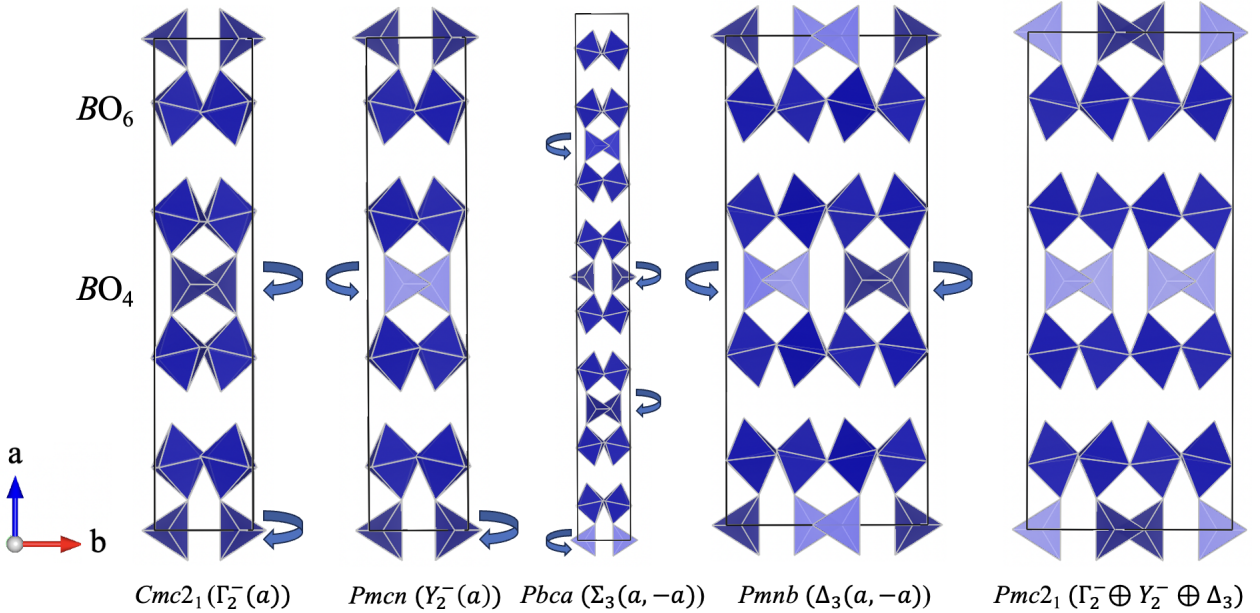 BO₆
BO₄
a
b
Cmc2₁ (Γ₂⁻(a))
Pmcn (Y₂⁻(a))
Pbca (Σ₃(a, −a))
Pmnb (Δ₃(a, −a))
Pmc2₁ (Γ₂⁻⊕ Y₂⁻ ⊕ Δ₃)